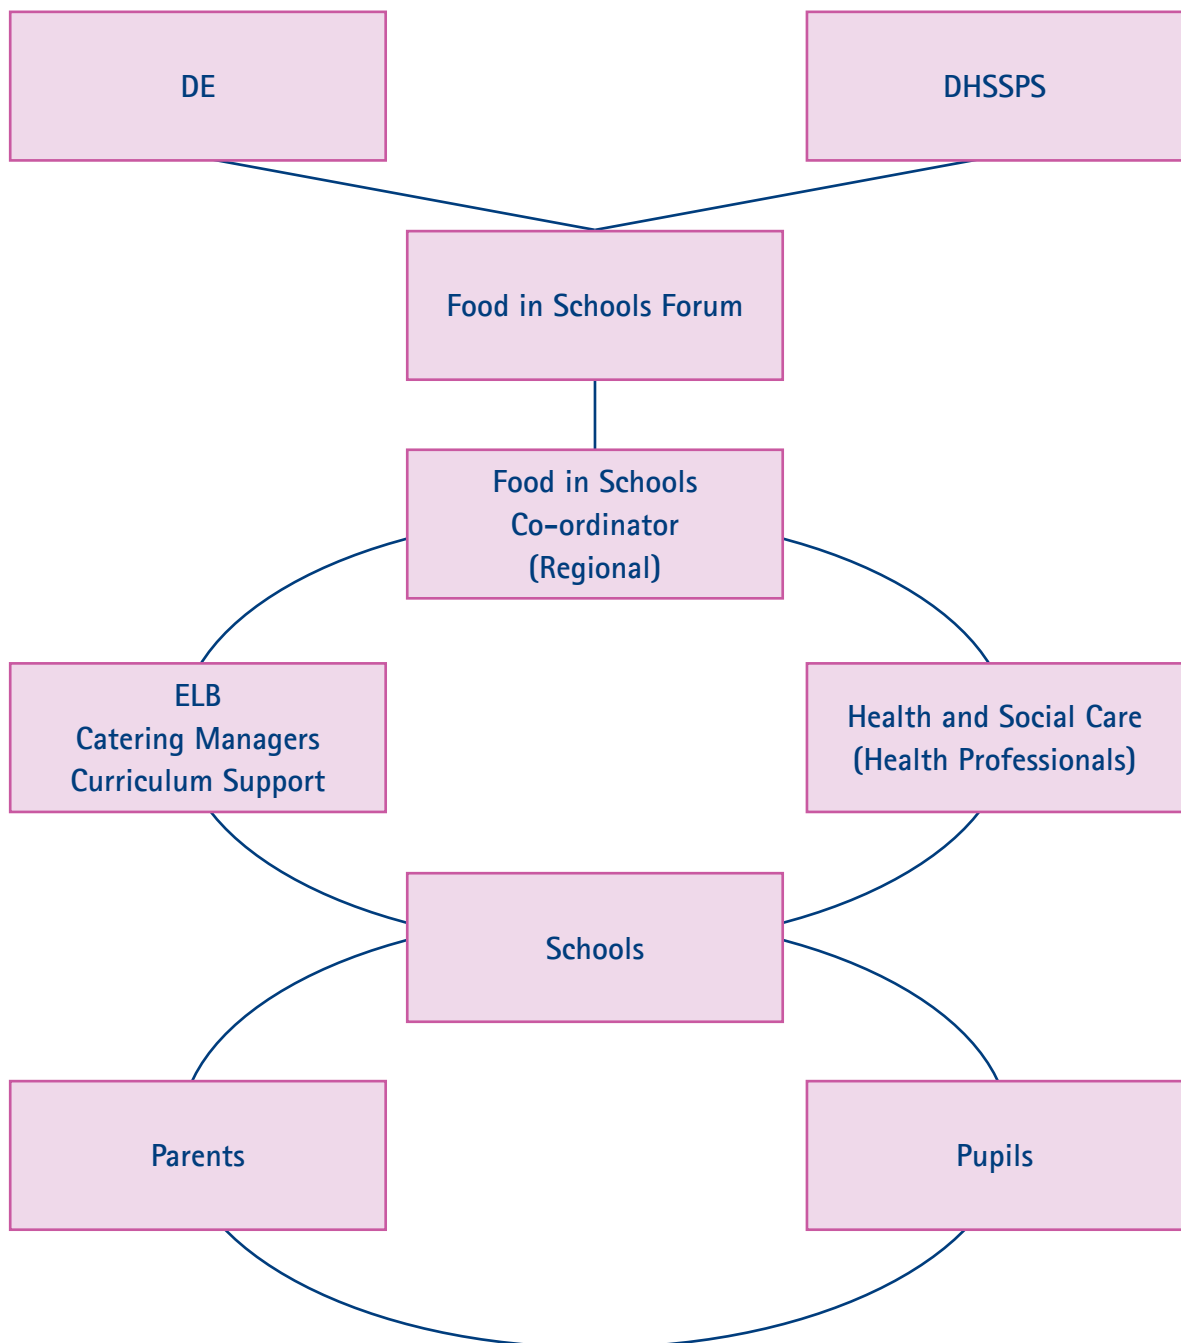 DE
DHSSPS
Food in Schools Forum
Food in Schools
Co-ordinator
(Regional)
ELB
Catering Managers
Curriculum Support
Health and Social Care
(Health Professionals)
Schools
Parents
Pupils